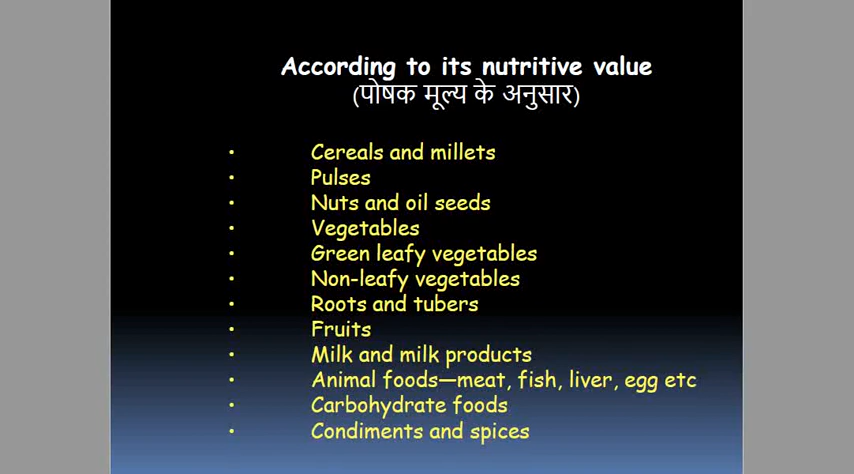 According to its nutritive value
(पोषक मूल्य के अनुसार)
• Cereals and millets
• Pulses
• Nuts and oil seeds
• Vegetables
• Green leafy vegetables
• Non-leafy vegetables
• Roots and tubers
• Fruits
• Milk and milk products
• Animal foods—meat, fish, liver, egg etc
• Carbohydrate foods
• Condiments and spices